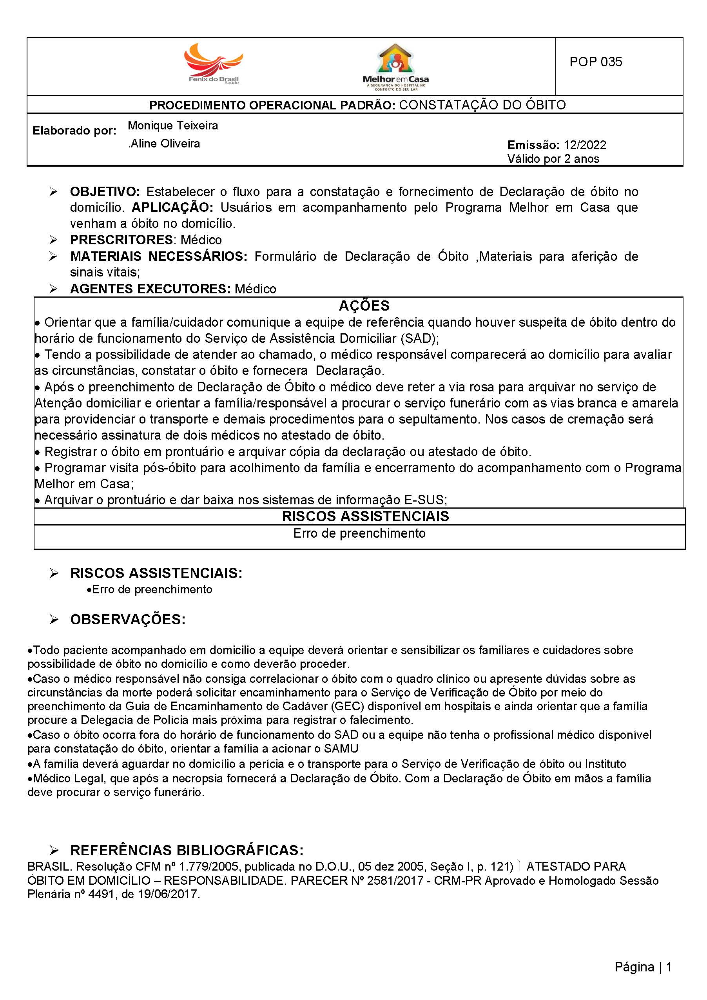 Fenix do Brasil
Saúde
Melhor em Casa
A SEGURANÇA DO HOSPITAL NO
CONFORTO DO SEU LAR
POP 035
PROCEDIMENTO OPERACIONAL PADRÃO: CONSTATAÇÃO DO ÓBITO
Elaborado por:
Monique Teixeira
.Aline Oliveira
Emissão: 12/2022
Válido por 2 anos
➢ OBJETIVO: Estabelecer o fluxo para a constatação e fornecimento de Declaração de óbito no
domicílio. APLICAÇÃO: Usuários em acompanhamento pelo Programa Melhor em Casa que
venham a óbito no domicílio.
➢ PRESCRITORES: Médico
➢ MATERIAIS NECESSÁRIOS: Formulário de Declaração de Óbito ,Materiais para aferição de
sinais vitais;
➢ AGENTES EXECUTORES: Médico
AÇÕES
• Orientar que a família/cuidador comunique a equipe de referência quando houver suspeita de óbito dentro do
horário de funcionamento do Serviço de Assistência Domiciliar (SAD);
• Tendo a possibilidade de atender ao chamado, o médico responsável comparecerá ao domicílio para avaliar
as circunstâncias, constatar o óbito e fornecera  Declaração.
• Após o preenchimento de Declaração de Óbito o médico deve reter a via rosa para arquivar no serviço de
Atenção domiciliar e orientar a família/responsável a procurar o serviço funerário com as vias branca e amarela
para providenciar o transporte e demais procedimentos para o sepultamento. Nos casos de cremação será
necessário assinatura de dois médicos no atestado de óbito.
• Registrar o óbito em prontuário e arquivar cópia da declaração ou atestado de óbito.
• Programar visita pós-óbito para acolhimento da família e encerramento do acompanhamento com o Programa
Melhor em Casa;
• Arquivar o prontuário e dar baixa nos sistemas de informação E-SUS;
RISCOS ASSISTENCIAIS
Erro de preenchimento
➢ RISCOS ASSISTENCIAIS:
•Erro de preenchimento
➢ OBSERVAÇÕES:
•Todo paciente acompanhado em domicilio a equipe deverá orientar e sensibilizar os familiares e cuidadores sobre
possibilidade de óbito no domicílio e como deverão proceder.
•Caso o médico responsável não consiga correlacionar o óbito com o quadro clínico ou apresente dúvidas sobre as
circunstâncias da morte poderá solicitar encaminhamento para o Serviço de Verificação de Óbito por meio do
preenchimento da Guia de Encaminhamento de Cadáver (GEC) disponível em hospitais e ainda orientar que a família
procure a Delegacia de Polícia mais próxima para registrar o falecimento.
•Caso o óbito ocorra fora do horário de funcionamento do SAD ou a equipe não tenha o profissional médico disponível
para constatação do óbito, orientar a família a acionar o SAMU
•A família deverá aguardar no domicílio a perícia e o transporte para o Serviço de Verificação de óbito ou Instituto
•Médico Legal, que após a necropsia fornecerá a Declaração de Óbito. Com a Declaração de Óbito em mãos a família
deve procurar o serviço funerário.
➢ REFERÊNCIAS BIBLIOGRÁFICAS:
BRASIL. Resolução CFM nº 1.779/2005, publicada no D.O.U., 05 dez 2005, Seção I, p. 121) ⎫ ATESTADO PARA
ÓBITO EM DOMICÍLIO – RESPONSABILIDADE. PARECER Nº 2581/2017 - CRM-PR Aprovado e Homologado Sessão
Plenária nº 4491, de 19/06/2017.
Página | 1